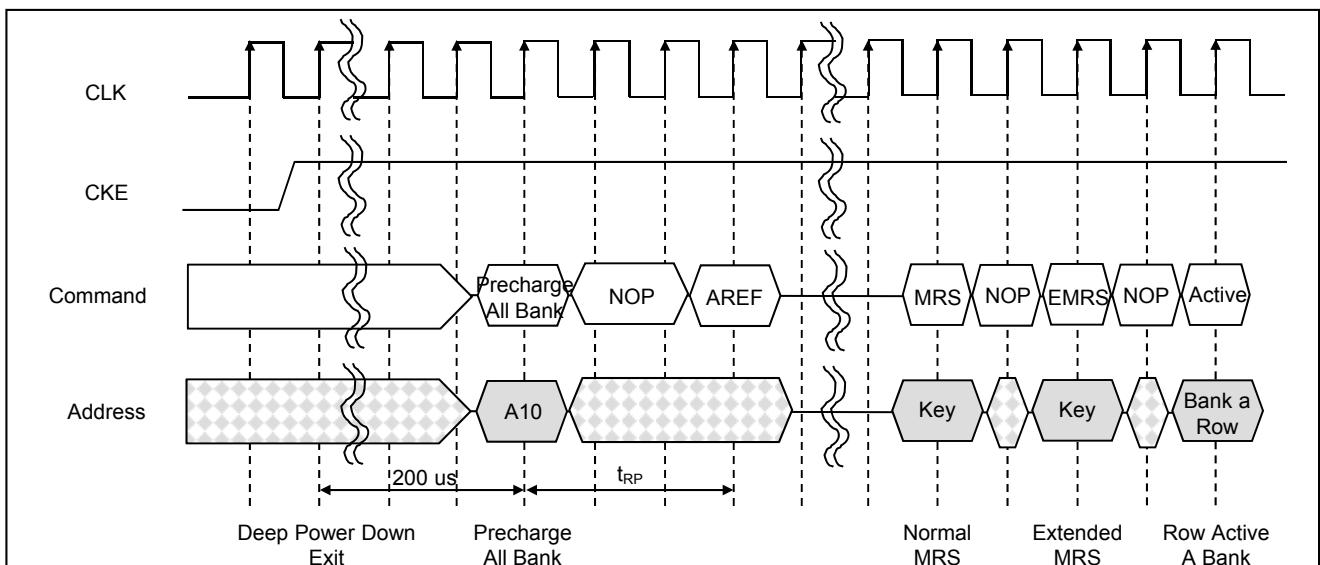 CLK
CKE
Command
Precharge
All Bank
NOP
AREF
MRS
NOP
EMRS
NOP
Active
Address
A10
Key
Key
Bank a
Row
200 us
tRP
Deep Power Down
Exit
Precharge
All Bank
Normal
MRS
Extended
MRS
Row Active
A Bank